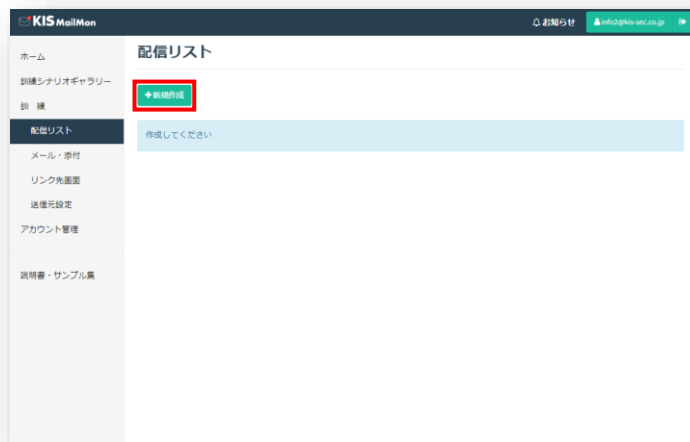 KIS MailMon
お知らせ
info2@kis-sec.co.jp
ホーム
訓練シナリオギャラリー
訓 練
配信リスト
メール・添付
リンク先画面
送信元設定
アカウント管理
説明書・サンプル集
配信リスト
+新規作成
作成してください